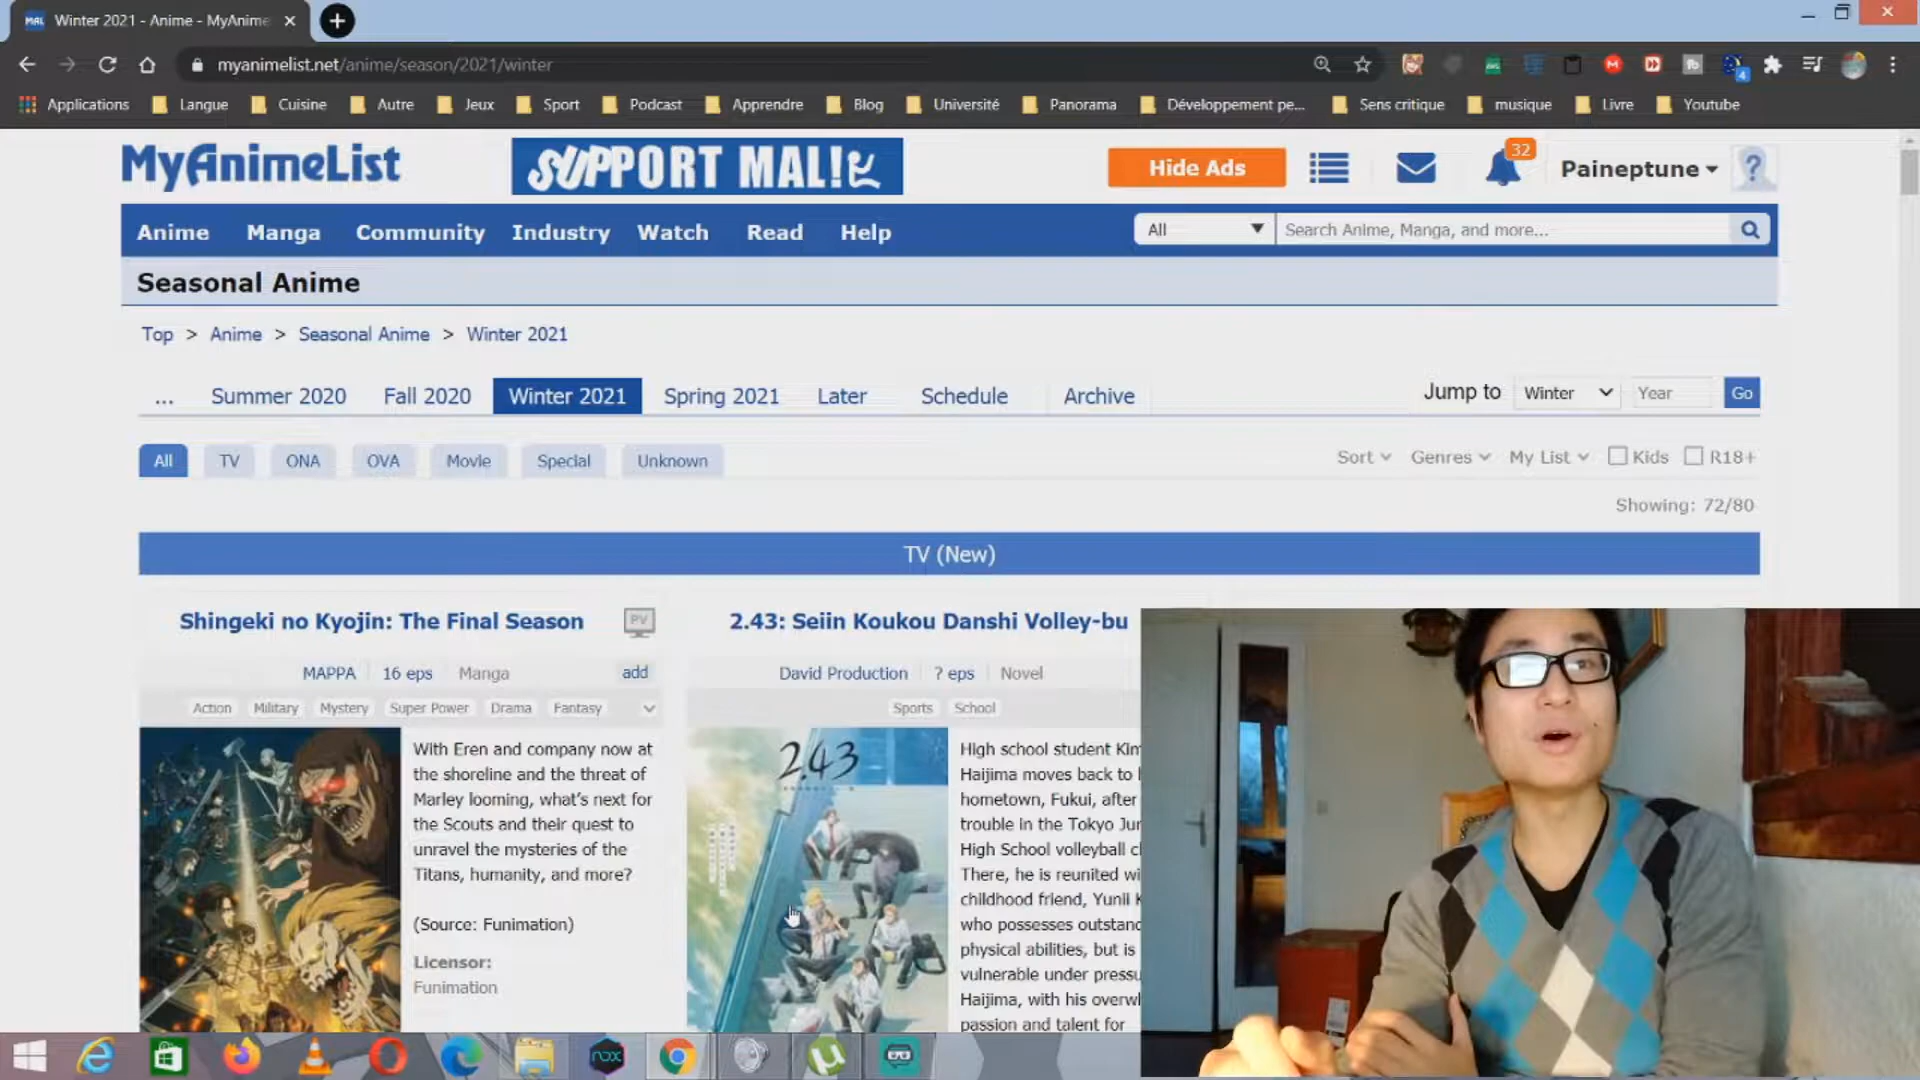 Winter 2021 - Anime - MyAnime
myanimelist.net/anime/season/2021/winter
Applications Langue Cuisine Autre Jeux Sport Podcast Apprendre Blog Université Panorama Développement pe... Sens critique musique Livre Youtube
MyAnimeList SUPPORT MAL! Hide Ads 32 Paineptune
Anime Manga Community Industry Watch Read Help All Search Anime, Manga, and more...
Seasonal Anime
Top > Anime > Seasonal Anime > Winter 2021
... Summer 2020 Fall 2020 Winter 2021 Spring 2021 Later Schedule Archive Jump to Winter Year Go
All TV ONA OVA Movie Special Unknown Sort Genres My List Kids R18+
Showing: 72/80
TV (New)
Shingeki no Kyojin: The Final Season PV
MAPPA 16 eps Manga add
Action Military Mystery Super Power Drama Fantasy
With Eren and company now at
the shoreline and the threat of
Marley looming, what's next for
the Scouts and their quest to
unravel the mysteries of the
Titans, humanity, and more?
(Source: Funimation)
Licensor:
Funimation
2.43: Seiin Koukou Danshi Volley-bu
David Production ? eps Novel
Sports School
2.43
High school student Kim
Haijima moves back to
hometown, Fukui, after
trouble in the Tokyo Jun
High School volleyball cl
There, he is reunited wi
childhood friend, Yunii K
who possesses outstand
physical abilities, but is
vulnerable under pressu
Haijima, with his overwh
passion and talent for